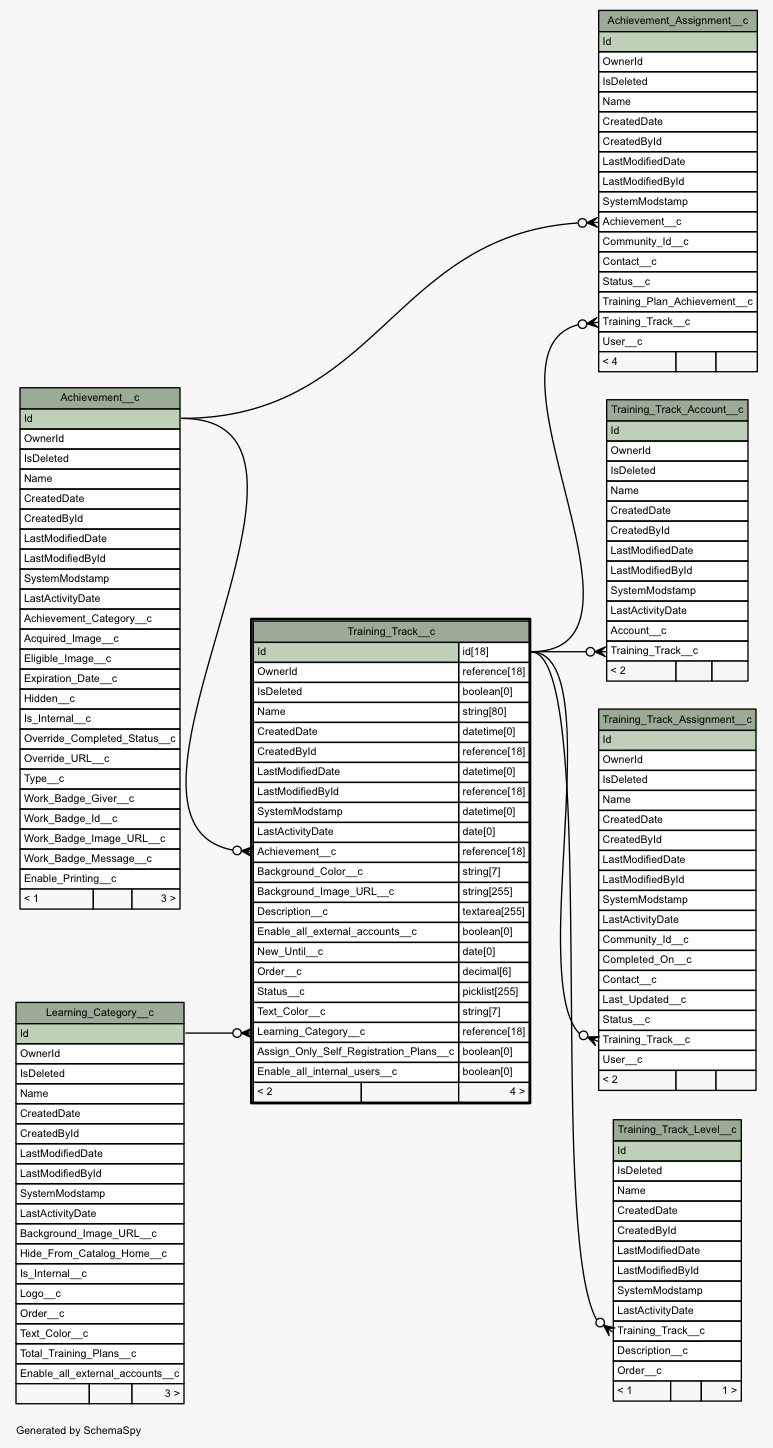 Achievement_Assignment__c
Id
OwnerId
IsDeleted
Name
CreatedDate
CreatedById
LastModifiedDate
LastModifiedById
SystemModstamp
Achievement__c
Community_Id__c
Contact__c
Status__c
Training_Plan_Achievement__c
Training_Track__c
User__c
< 4
Achievement__c
Id
OwnerId
IsDeleted
Name
CreatedDate
CreatedById
LastModifiedDate
LastModifiedById
SystemModstamp
LastActivityDate
Achievement_Category__c
Acquired_Image__c
Eligible_Image__c
Expiration_Date__c
Hidden__c
Is_Internal__c
Override_Completed_Status__c
Override_URL__c
Type__c
Work_Badge_Giver__c
Work_Badge_Id__c
Work_Badge_Image_URL__c
Work_Badge_Message__c
Enable_Printing__c
< 1 3 >
Training_Track_Account__c
Id
OwnerId
IsDeleted
Name
CreatedDate
CreatedById
LastModifiedDate
LastModifiedById
SystemModstamp
LastActivityDate
Account__c
Training_Track__c
< 2
Training_Track__c
Id id[18]
OwnerId reference[18]
IsDeleted boolean[0]
Name string[80]
CreatedDate datetime[0]
CreatedById reference[18]
LastModifiedDate datetime[0]
LastModifiedById reference[18]
SystemModstamp datetime[0]
LastActivityDate date[0]
Achievement__c reference[18]
Background_Color__c string[7]
Background_Image_URL__c string[255]
Description__c textarea[255]
Enable_all_external_accounts__c boolean[0]
New_Until__c date[0]
Order__c decimal[6]
Status__c picklist[255]
Text_Color__c string[7]
Learning_Category__c reference[18]
Assign_Only_Self_Registration_Plans__c boolean[0]
Enable_all_internal_users__c boolean[0]
< 2 4 >
Training_Track_Assignment__c
Id
OwnerId
IsDeleted
Name
CreatedDate
CreatedById
LastModifiedDate
LastModifiedById
SystemModstamp
LastActivityDate
Community_Id__c
Completed_On__c
Contact__c
Last_Updated__c
Status__c
Training_Track__c
User__c
< 2
Learning_Category__c
Id
OwnerId
IsDeleted
Name
CreatedDate
CreatedById
LastModifiedDate
LastModifiedById
SystemModstamp
LastActivityDate
Background_Image_URL__c
Hide_From_Catalog_Home__c
Is_Internal__c
Logo__c
Order__c
Text_Color__c
Total_Training_Plans__c
Enable_all_external_accounts__c
3 >
Training_Track_Level__c
Id
IsDeleted
Name
CreatedDate
CreatedById
LastModifiedDate
LastModifiedById
SystemModstamp
LastActivityDate
Training_Track__c
Description__c
Order__c
< 1 1 >
Generated by SchemaSpy